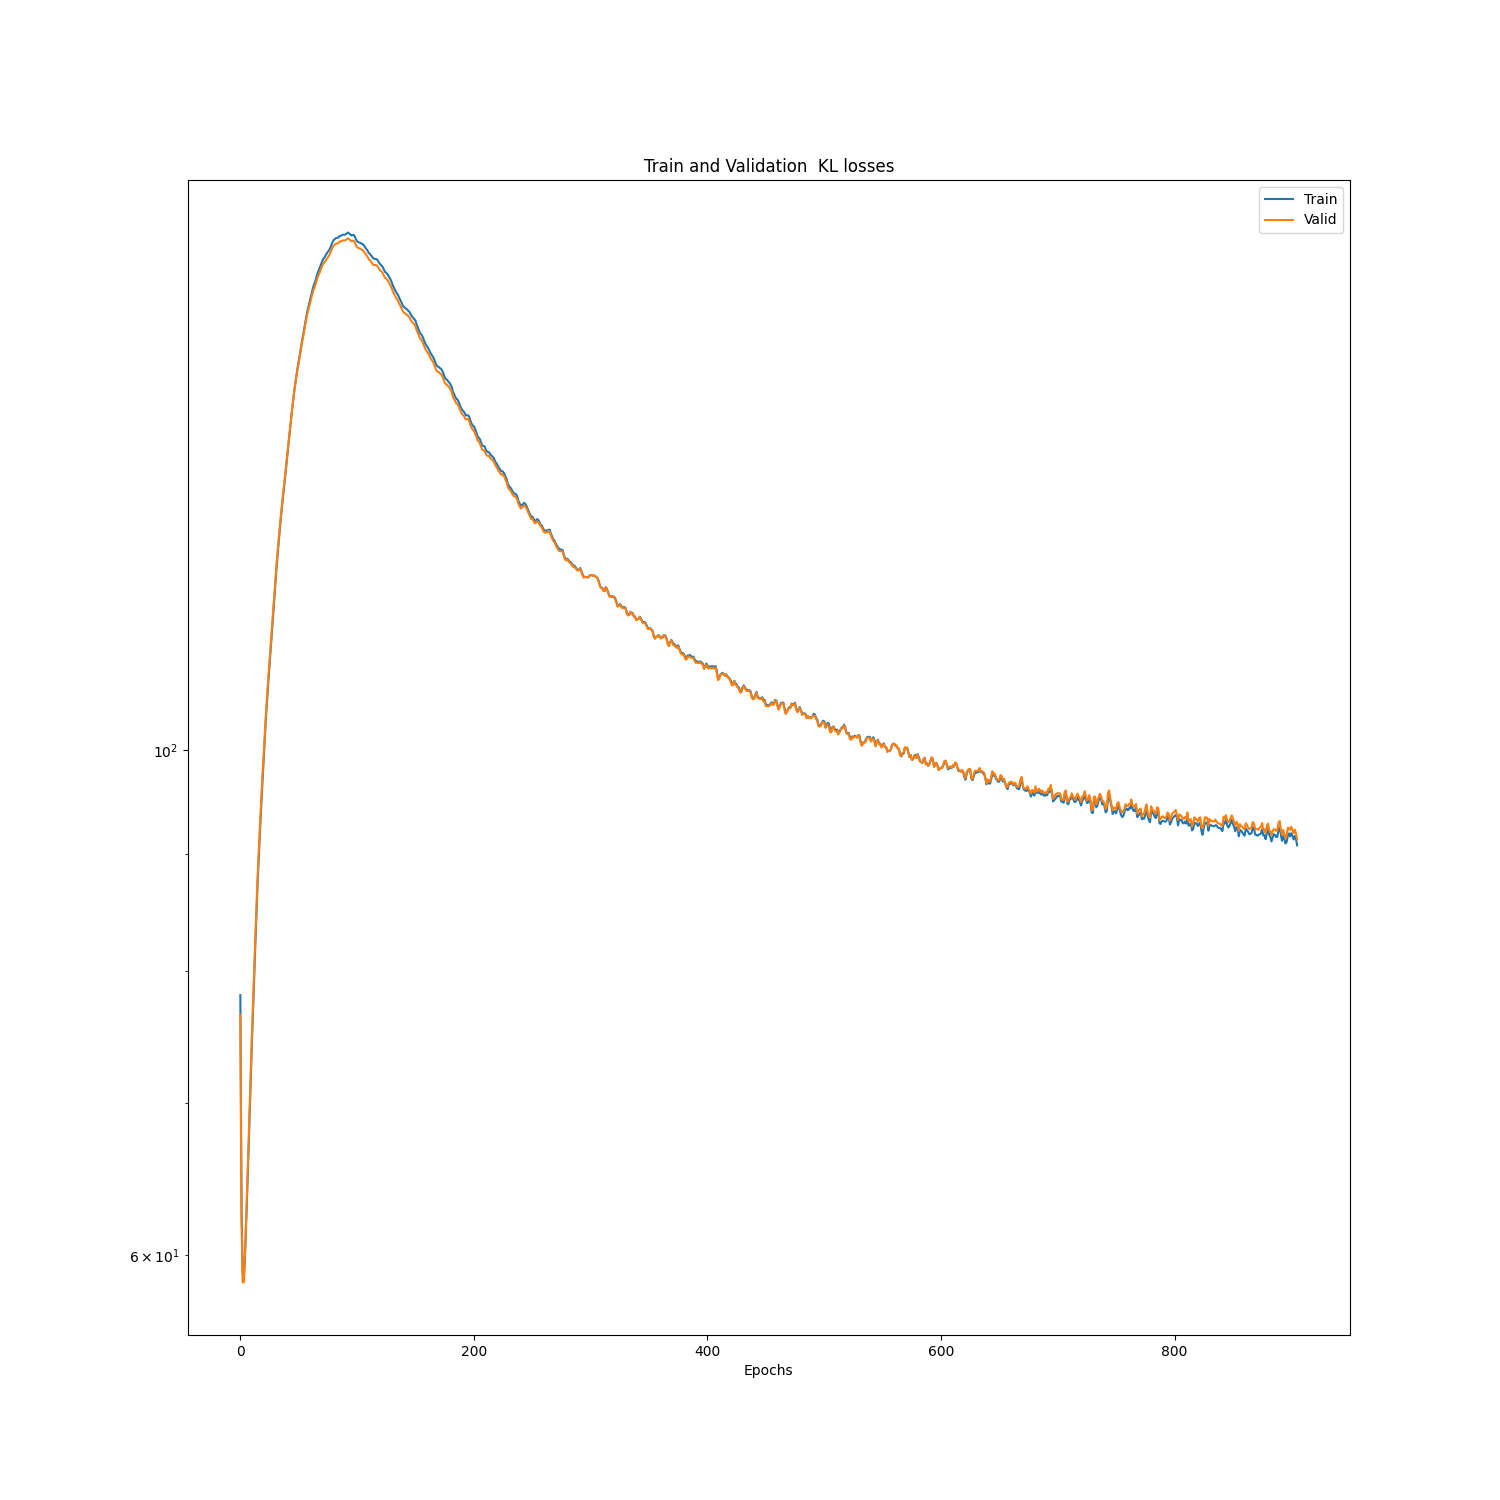 Train and Validation  KL losses
Train
Valid
10²
6 × 10¹
0 200 400 600 800
Epochs